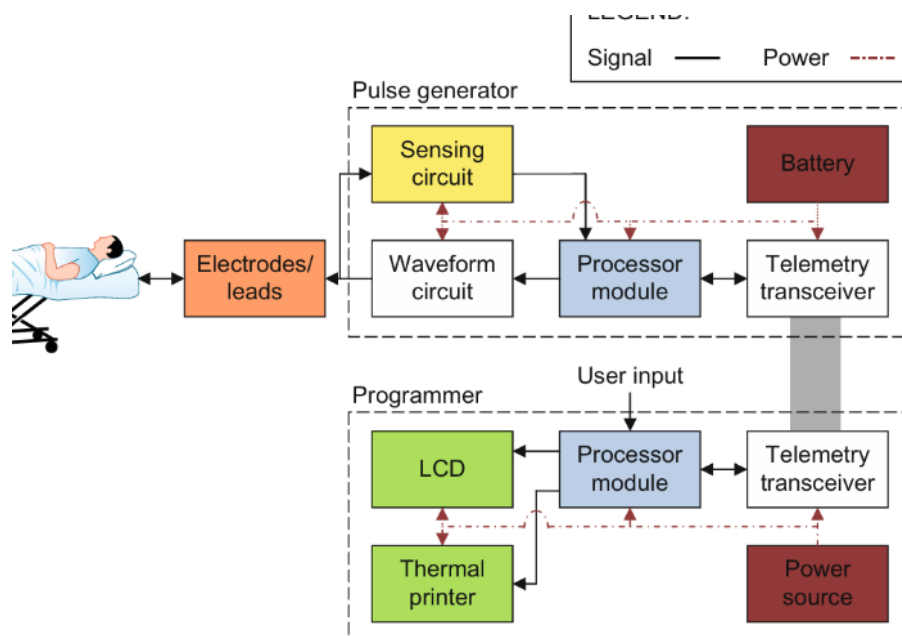 LEGEND:
Signal
Power
Pulse generator
Sensing
circuit
Battery
Electrodes/
leads
Waveform
circuit
Processor
module
Telemetry
transceiver
User input
Programmer
LCD
Processor
module
Telemetry
transceiver
Thermal
printer
Power
source